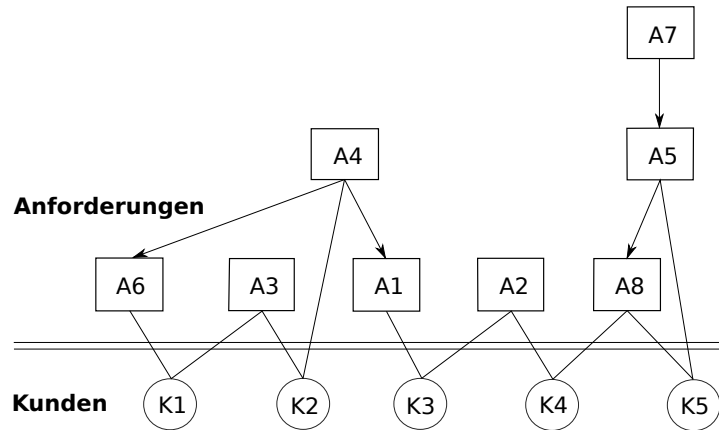 A7
A4
A5
Anforderungen
A6
A3
A1
A2
A8
Kunden
K1
K2
K3
K4
K5